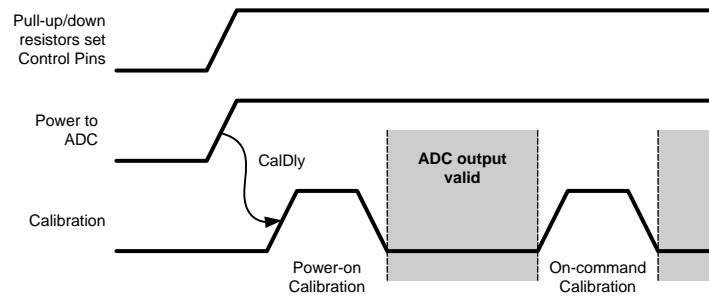 Pull-up/down
resistors set
Control Pins
Power to
ADC
CalDly
ADC output
valid
Calibration
Power-on
Calibration
On-command
Calibration